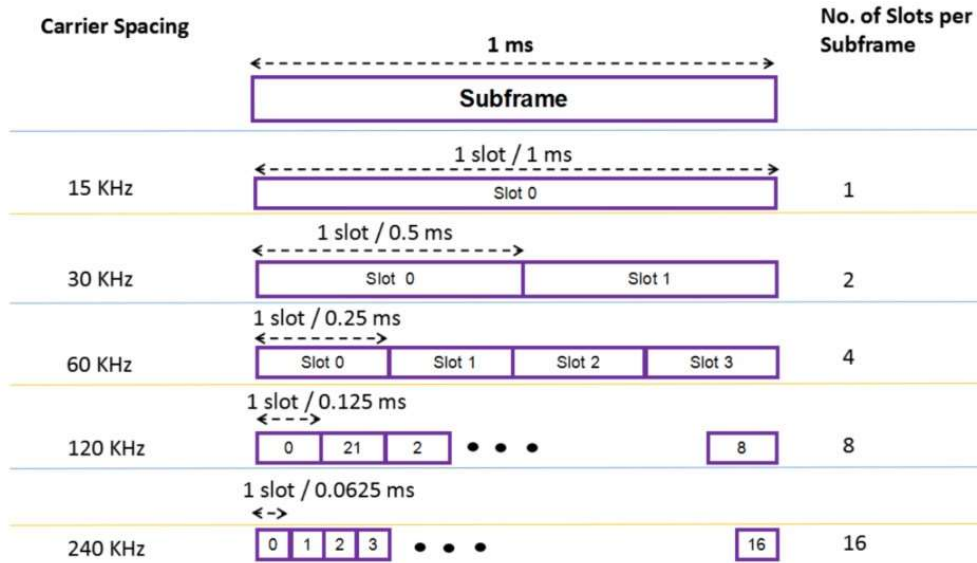 Carrier Spacing
1 ms
No. of Slots per
Subframe
Subframe
1 slot / 1 ms
15 KHz
Slot 0
1
1 slot / 0.5 ms
30 KHz
Slot 0
Slot 1
2
1 slot / 0.25 ms
60 KHz
Slot 0
Slot 1
Slot 2
Slot 3
4
1 slot / 0.125 ms
120 KHz
0
21
2
8
8
1 slot / 0.0625 ms
240 KHz
0
1
2
3
16
16